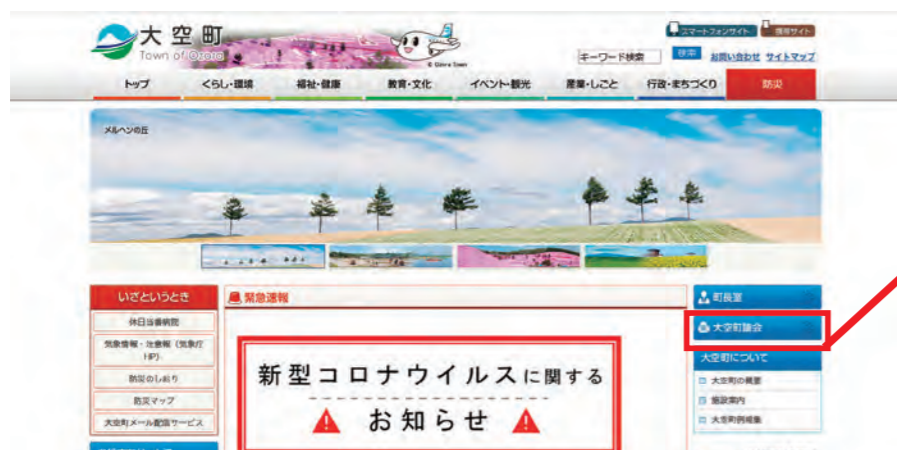 大空町
Town of Ozora
© Ozora Town
スマートフォンサイト
携帯サイト
キーワード検索
検索
お問い合わせ サイトマップ
トップ
くらし・環境
福祉・健康
教育・文化
イベント・観光
産業・しごと
行政・まちづくり
防災
メルヘンの丘
いざというとき
休日当番病院
気象情報・注意報（気象庁
HP）
防災のしおり
防災マップ
大空町メール配信サービス
緊急速報
新型コロナウイルスに関する
お知らせ
町長室
大空町議会
大空町について
大空町の概要
施設案内
大空町例規集